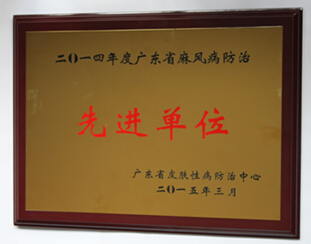 二〇一四年度广东省麻风病防治
先进单位
广东省皮肤性病防治中心
二〇一五年三月